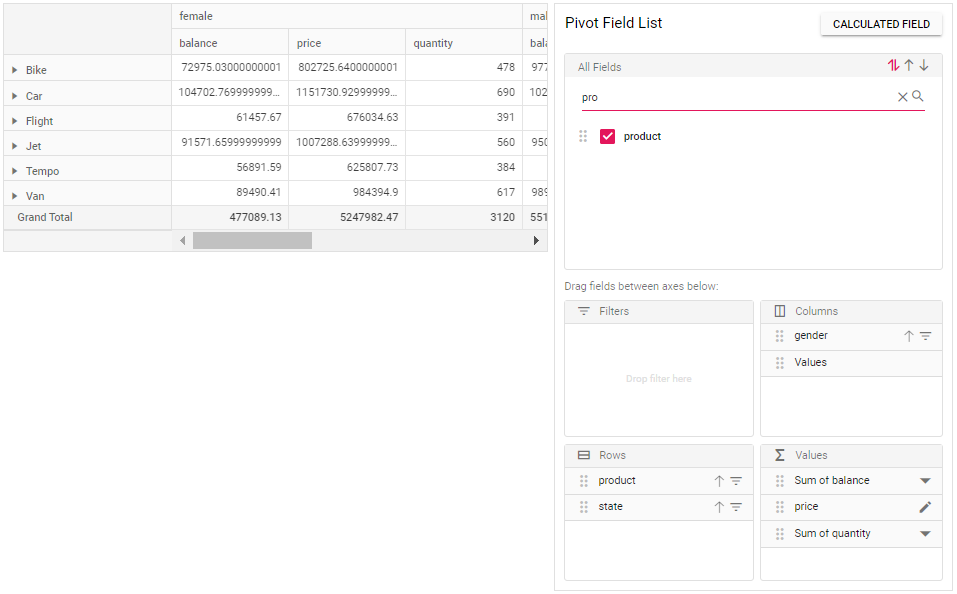 female mal
balance price quantity bala
Bike 72975.03000000001 802725.6400000001 478 977
Car 104702.769999999... 1151730.92999999... 690 102
Flight 61457.67 676034.63 391
Jet 91571.65999999999 1007288.63999999... 560 950
Tempo 56891.59 625807.73 384
Van 89490.41 984394.9 617 989
Grand Total 477089.13 5247982.47 3120 551
Pivot Field List CALCULATED FIELD
All Fields
pro
product
Drag fields between axes below:
Filters
Drop filter here
Columns
gender
Values
Rows
product
state
Values
Sum of balance
price
Sum of quantity